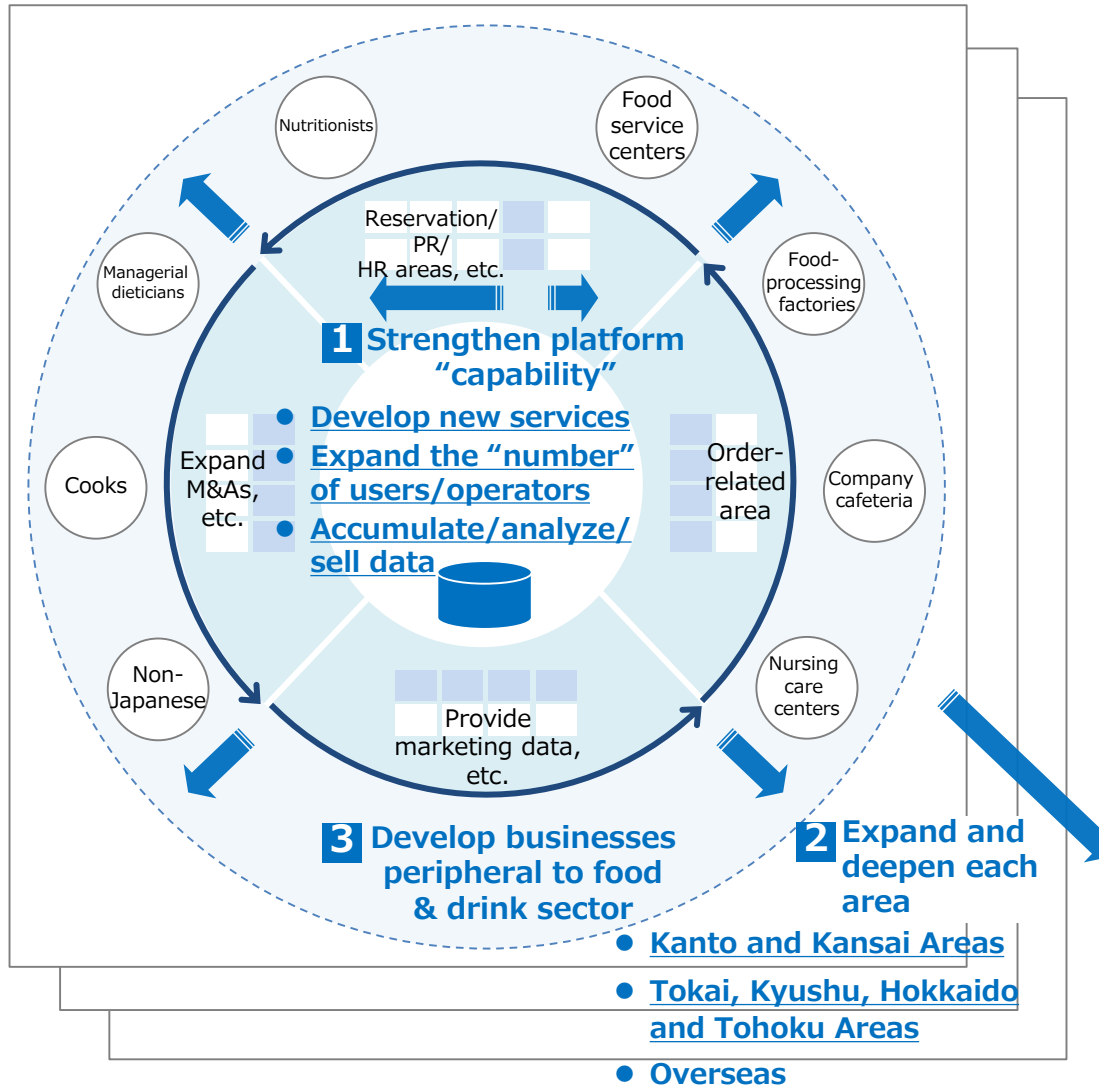 Nutritionists
Food
service
centers
Reservation/
PR/
HR areas, etc.
Managerial
dieticians
Food-
processing
factories
1 Strengthen platform
“capability”
● Develop new services
● Expand the “number”
of users/operators
● Accumulate/analyze/
sell data
Cooks
Expand
M&As,
etc.
Order-
related
area
Company
cafeteria
Non-
Japanese
Nursing
care
centers
Provide
marketing data,
etc.
3 Develop businesses
peripheral to food
& drink sector
2 Expand and
deepen each
area
● Kanto and Kansai Areas
● Tokai, Kyushu, Hokkaido
and Tohoku Areas
● Overseas